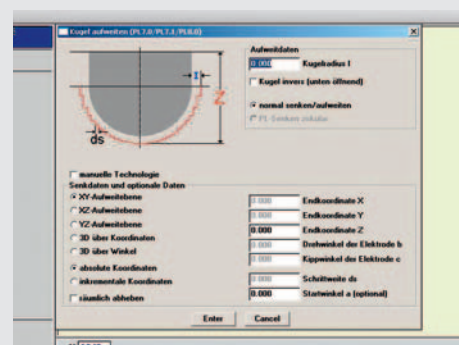 Kugel aufweiten (PL7.0/PL7.1/PL8.0)
I
Z
ds
Aufweitdaten
0.000 Kugelradius I
Kugel invers (unten öffnend)
normal senken/aufweiten
PL-Senken zirkular
manuelle Technologie
Senkdaten und optionale Daten
XY-Aufweitebene
XZ-Aufweitebene
YZ-Aufweitebene
3D über Koordinaten
3D über Winkel
absolute Koordinaten
inkrementale Koordinaten
räumlich abheben
0.000 Endkoordinate X
0.000 Endkoordinate Y
0.000 Endkoordinate Z
0.000 Drehwinkel der Elektrode b
0.000 Kippwinkel der Elektrode c
0.000 Schrittweite ds
0.000 Startwinkel a (optional)
Enter Cancel